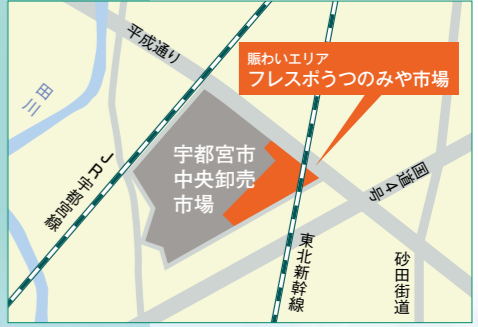 平成通り
賑わいエリア
フレスポうつのみや市場
田川
JR宇都宮線
宇都宮市
中央卸売
市場
国道4号
東北新幹線
砂田街道